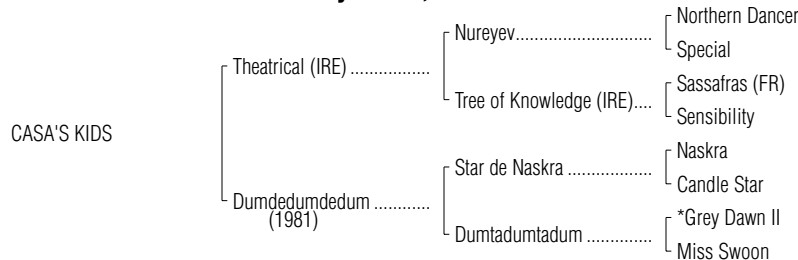 Northern Dancer
Nureyev..............................
Special
Theatrical (IRE) .................
Sassafras (FR)
Tree of Knowledge (IRE)....
Sensibility
CASA'S KIDS
Naskra
Star de Naskra ..................
Candle Star
Dumdedumdedum ............
(1981)
*Grey Dawn II
Dumtadumtadum ..............
Miss Swoon